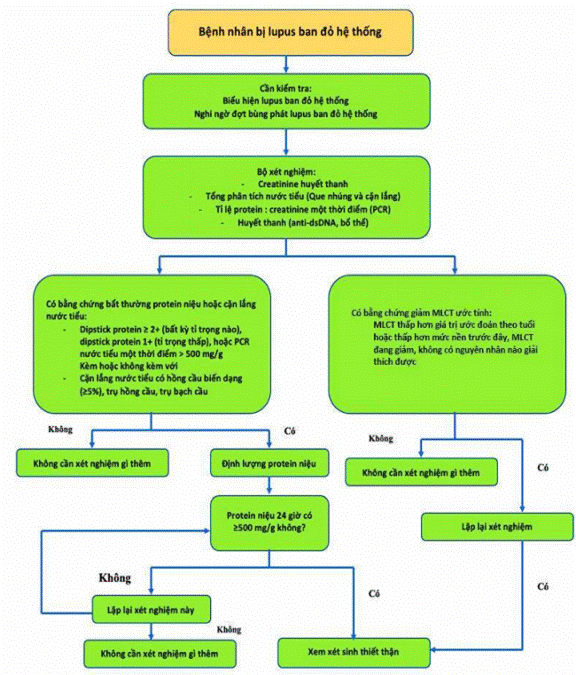 Bệnh nhân bị lupus ban đỏ hệ thống
Cần kiểm tra:
Biểu hiện lupus ban đỏ hệ thống
Nghi ngờ đợt bùng phát lupus ban đỏ hệ thống
Bộ xét nghiệm:
- Creatinine huyết thanh
- Tổng phân tích nước tiểu (Que nhúng và cặn lắng)
- Tỉ lệ protein : creatinine một thời điểm (PCR)
- Huyết thanh (anti-dsDNA, bổ thể)
Có bằng chứng bất thường protein niệu hoặc cặn lắng
nước tiểu:
- Dipstick protein ≥ 2+ (bất kỳ tỉ trọng nào),
dipstick protein 1+ (tỉ trọng thấp), hoặc PCR
nước tiểu một thời điểm > 500 mg/g
Kèm hoặc không kèm với
- Cặn lắng nước tiểu có hồng cầu biến dạng
(≥5%), trụ hồng cầu, trụ bạch cầu
Có bằng chứng giảm MLCT ước tính:
MLCT thấp hơn giá trị ước đoán theo tuổi
hoặc thấp hơn mức nền trước đây, MLCT
đang giảm, không có nguyên nhân nào giải
thích được
Không
Có
Không
Có
Không cần xét nghiệm gì thêm
Định lượng protein niệu
Không cần xét nghiệm gì thêm
Protein niệu 24 giờ có
≥500 mg/g không?
Lặp lại xét nghiệm
Không
Có
Có
Lặp lại xét nghiệm này
Không
Không cần xét nghiệm gì thêm
Xem xét sinh thiết thận